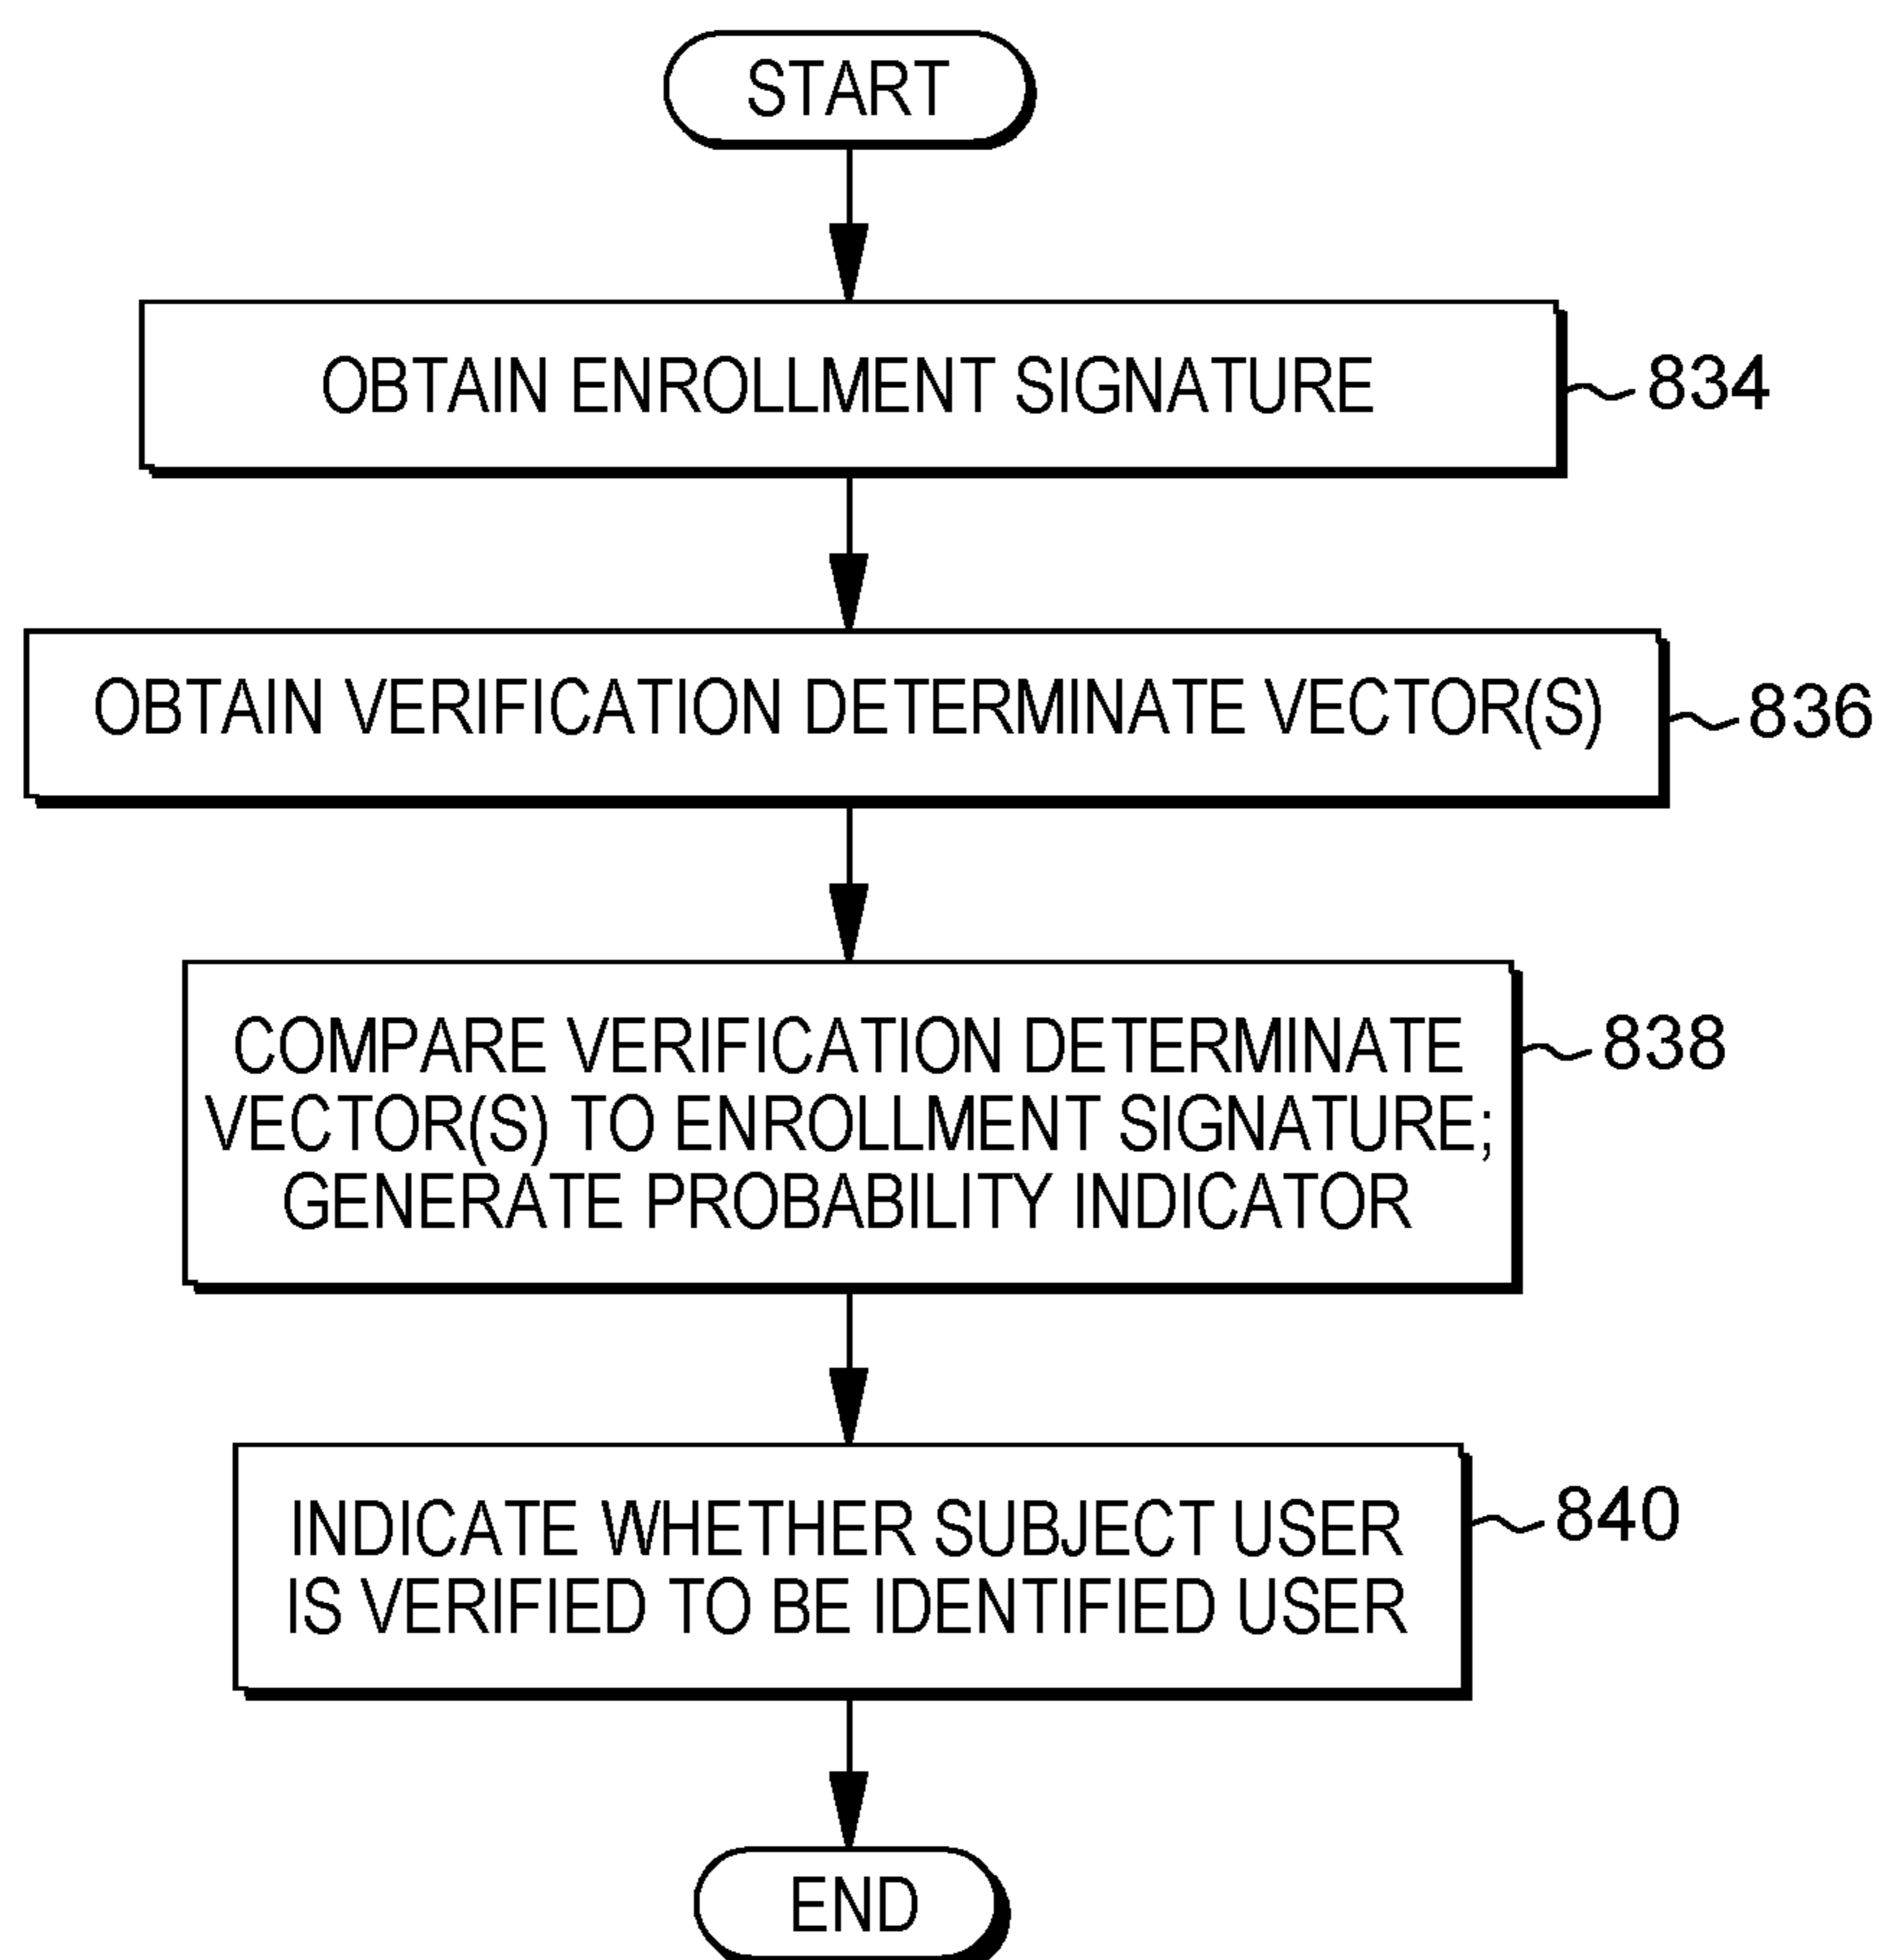 START
OBTAIN ENROLLMENT SIGNATURE
834
OBTAIN VERIFICATION DETERMINATE VECTOR(S)
836
COMPARE VERIFICATION DETERMINATE
VECTOR(S) TO ENROLLMENT SIGNATURE;
GENERATE PROBABILITY INDICATOR
838
INDICATE WHETHER SUBJECT USER
IS VERIFIED TO BE IDENTIFIED USER
840
END